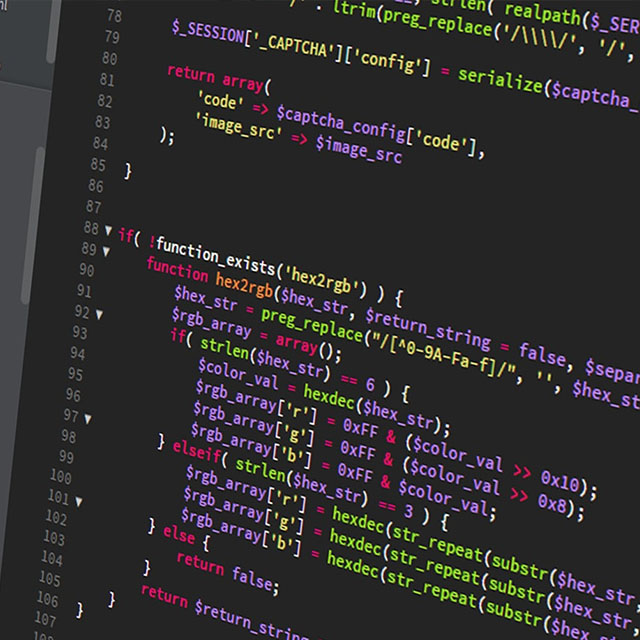 78 . ltrim(preg_replace('/\\\\/', '/',
strlen( realpath($_SER
79 $_SESSION['_CAPTCHA']['config'] = serialize($captcha_
80
81 return array(
82 'code' => $captcha_config['code'],
83 'image_src' => $image_src
84 );
85 }
86
87
88 if( !function_exists('hex2rgb') ) {
89 function hex2rgb($hex_str, $return_string = false, $separ
90 $hex_str = preg_replace("/[^0-9A-Fa-f]/", '', $hex_st
91 $rgb_array = array();
92 if( strlen($hex_str) == 6 ) {
93 $color_val = hexdec($hex_str);
94 $rgb_array['r'] = 0xFF & ($color_val >> 0x10);
95 $rgb_array['g'] = 0xFF & ($color_val >> 0x8);
96 $rgb_array['b'] = 0xFF & $color_val;
97 } elseif( strlen($hex_str) == 3 ) {
98 $rgb_array['r'] = hexdec(str_repeat(substr($hex_str,
99 $rgb_array['g'] = hexdec(str_repeat(substr($hex_str,
100 $rgb_array['b'] = hexdec(str_repeat(substr($hex_str,
101 } else {
102 return false;
103 }
104 return $return_string
105 }
106 }
107